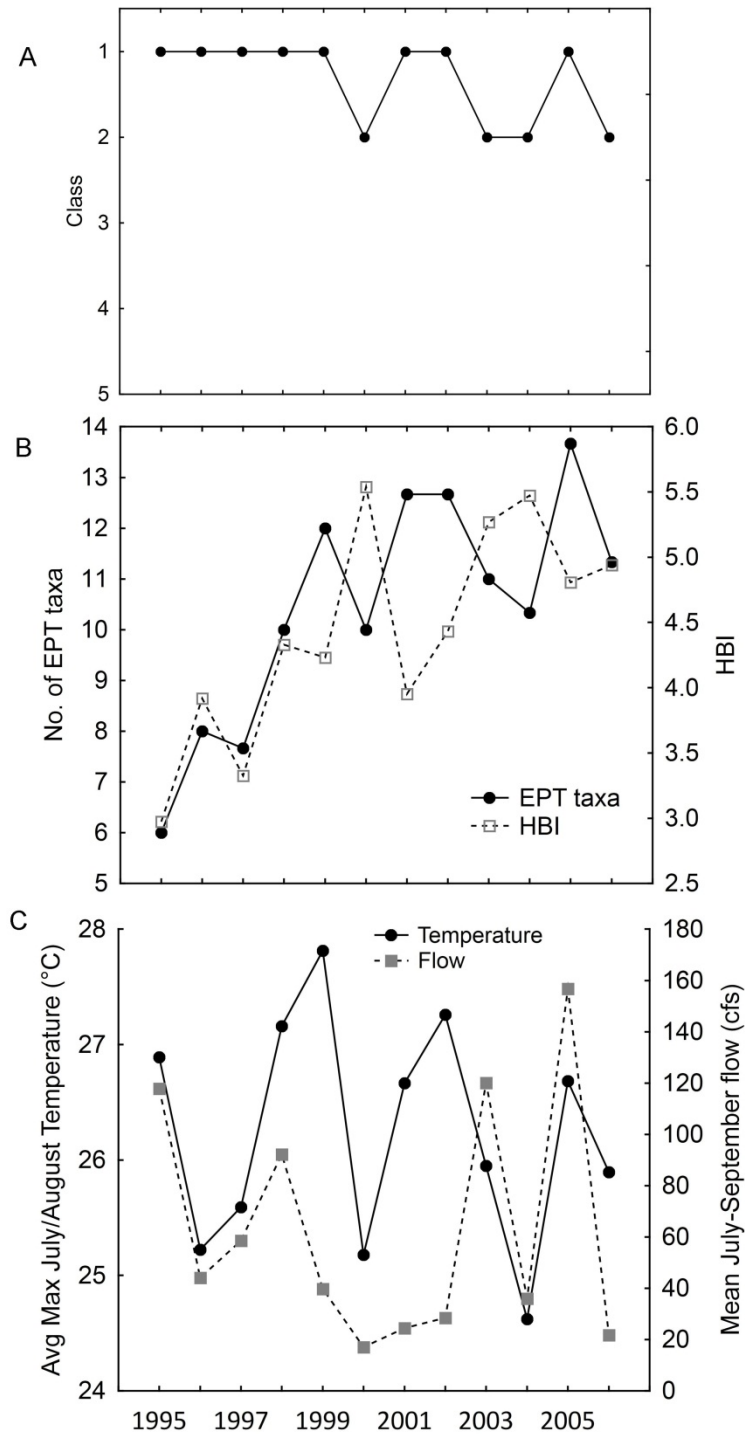 A
Class
1
2
3
4
5
B
No. of EPT taxa
14
13
12
11
10
9
8
7
6
5
HBI
6.0
5.5
5.0
4.5
4.0
3.5
3.0
2.5
EPT taxa
HBI
C
Avg Max July/August Temperature (°C)
28
27
26
25
24
Mean July-September flow (cfs)
180
160
140
120
100
80
60
40
20
0
Temperature
Flow
1995 1997 1999 2001 2003 2005